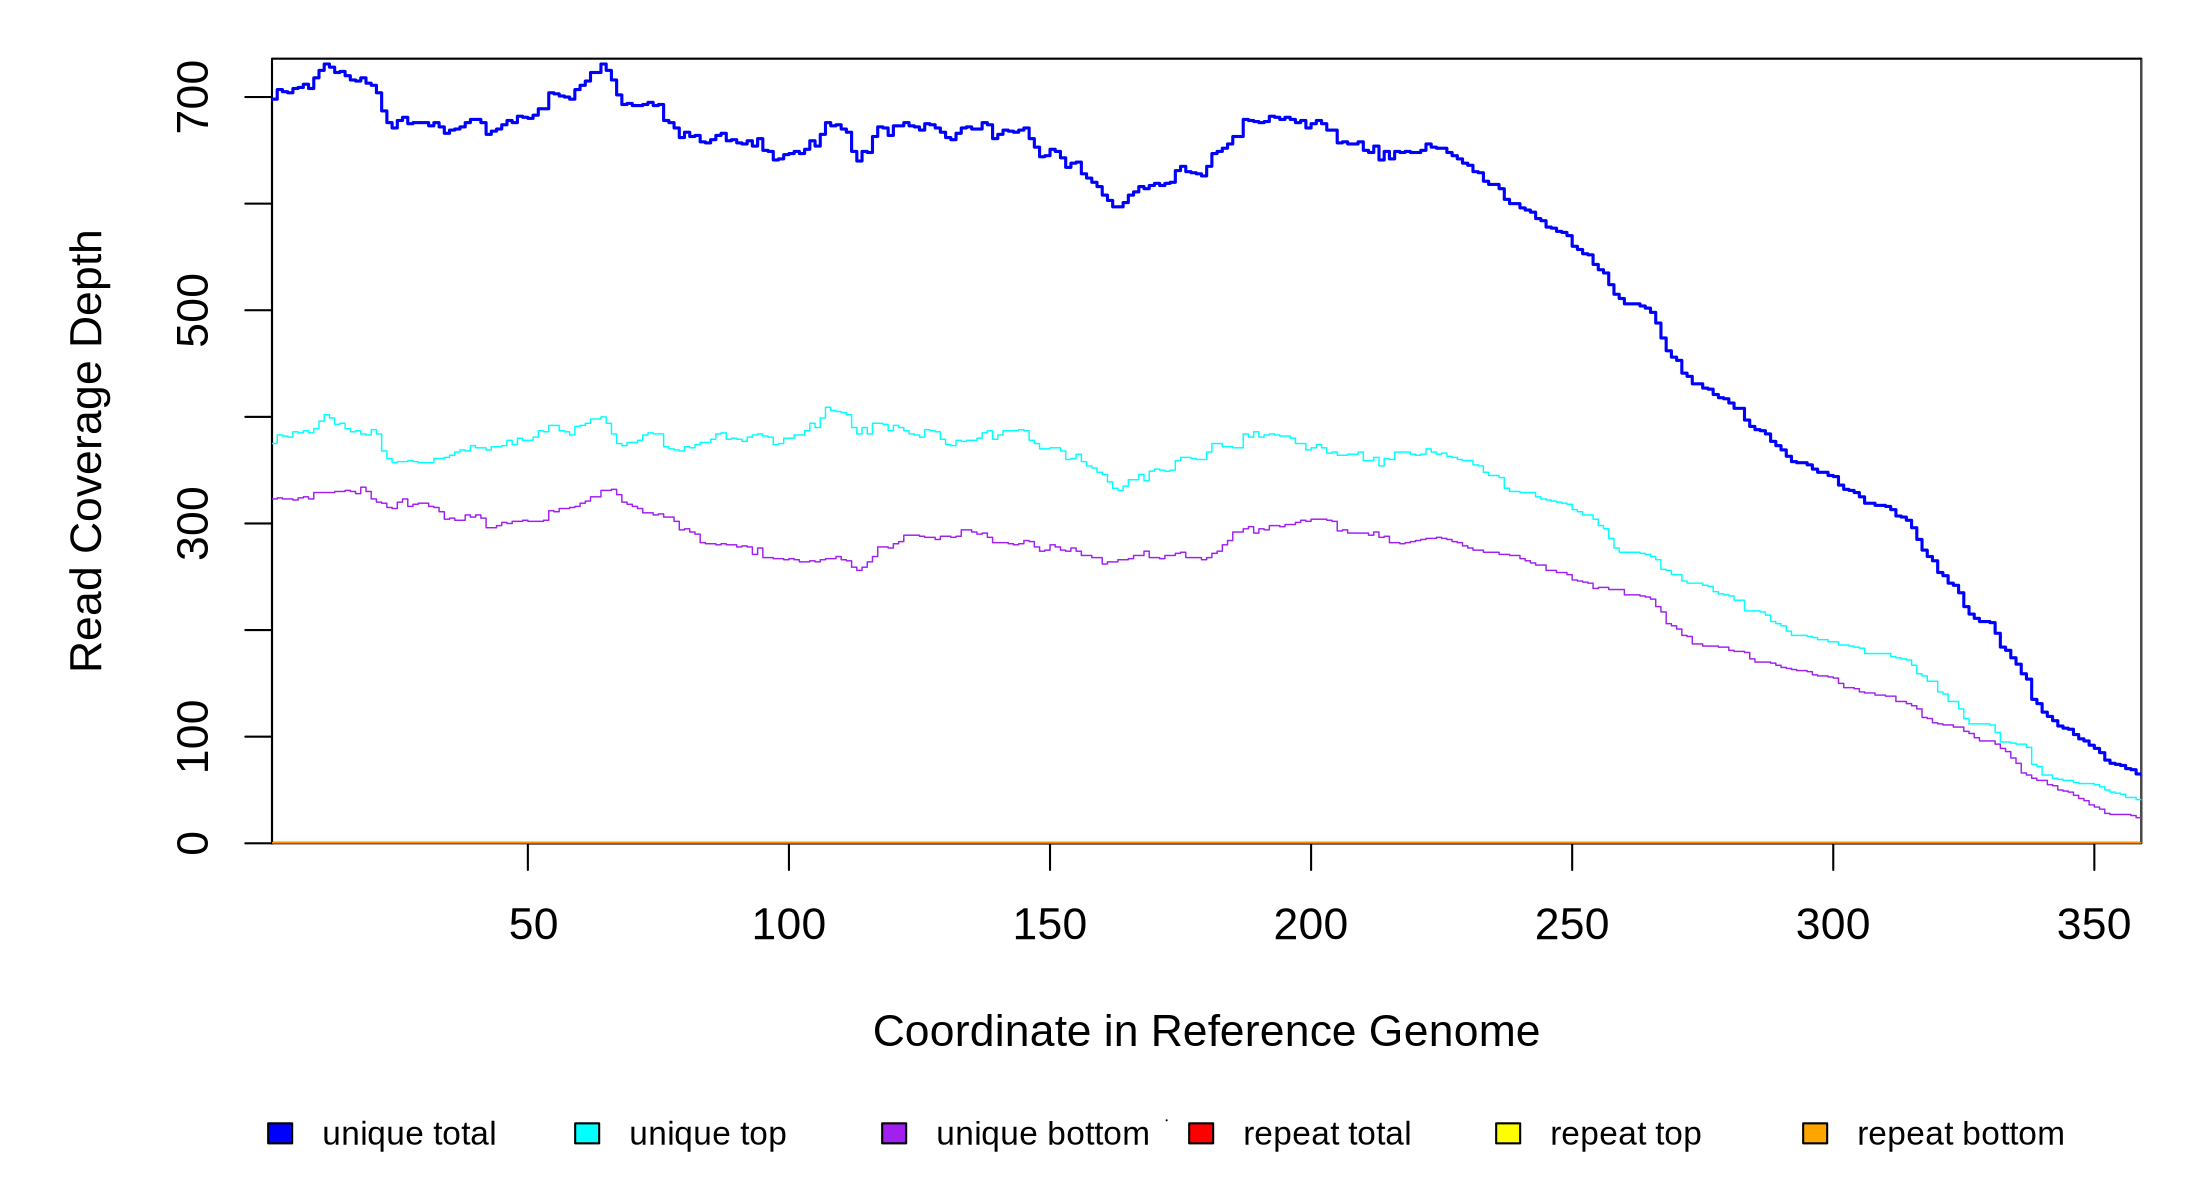 Read Coverage Depth
700
500
300
100
0
50 100 150 200 250 300 350
Coordinate in Reference Genome
unique total unique top unique bottom repeat total repeat top repeat bottom